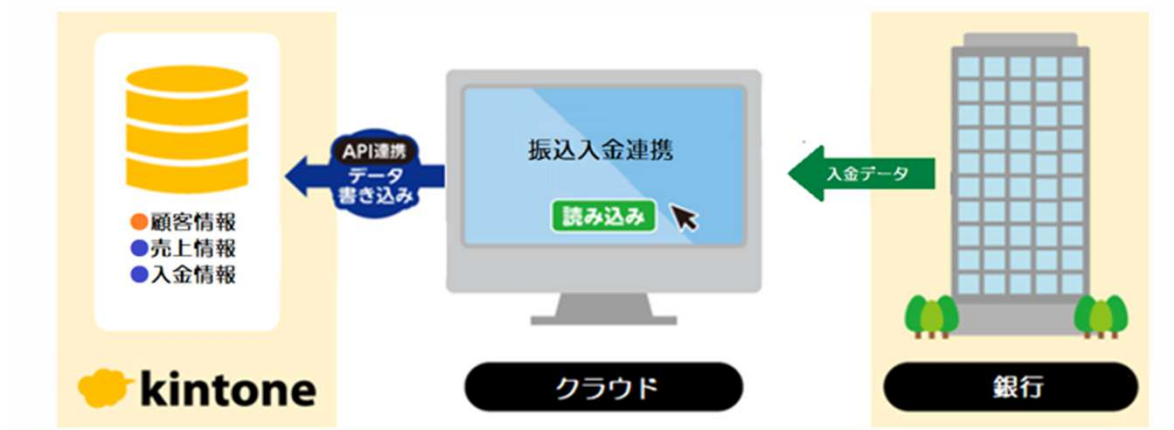 API連携
データ
書き込み
振込入金連携
読み込み
入金データ
●顧客情報
●売上情報
●入金情報
kintone
クラウド
銀行